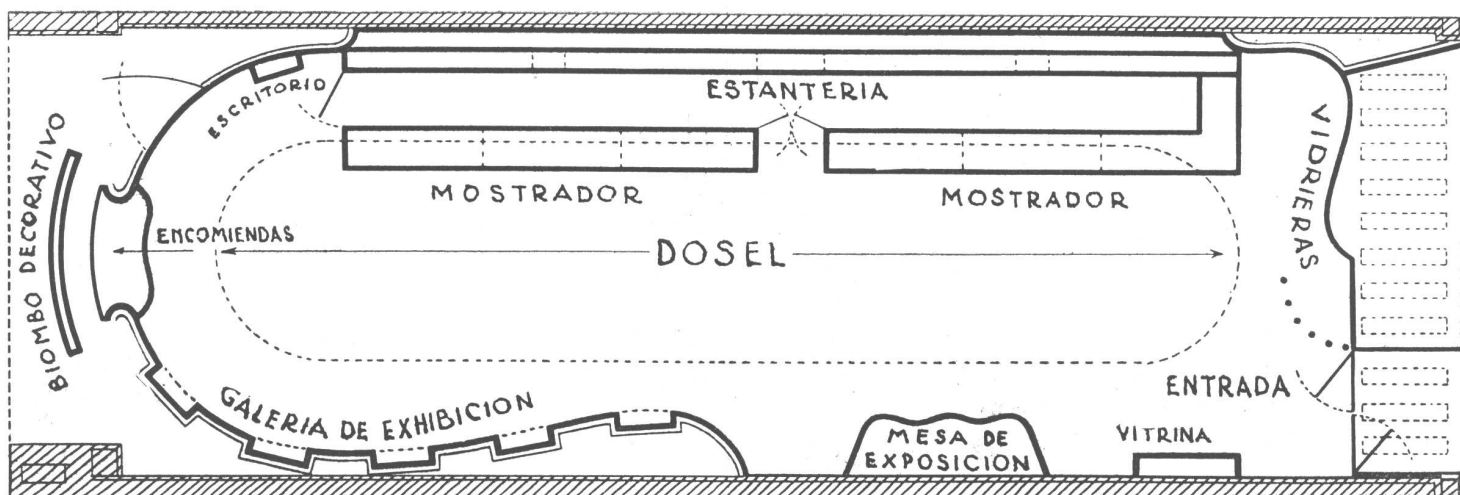 ESCRITORIO
ESTANTERIA
VIDRIERAS
BIOMBO DECORATIVO
MOSTRADOR
MOSTRADOR
ENCOMIENDAS
DOSEL
ENTRADA
GALERIA DE EXHIBICION
MESA DE
EXPOSICION
VITRINA